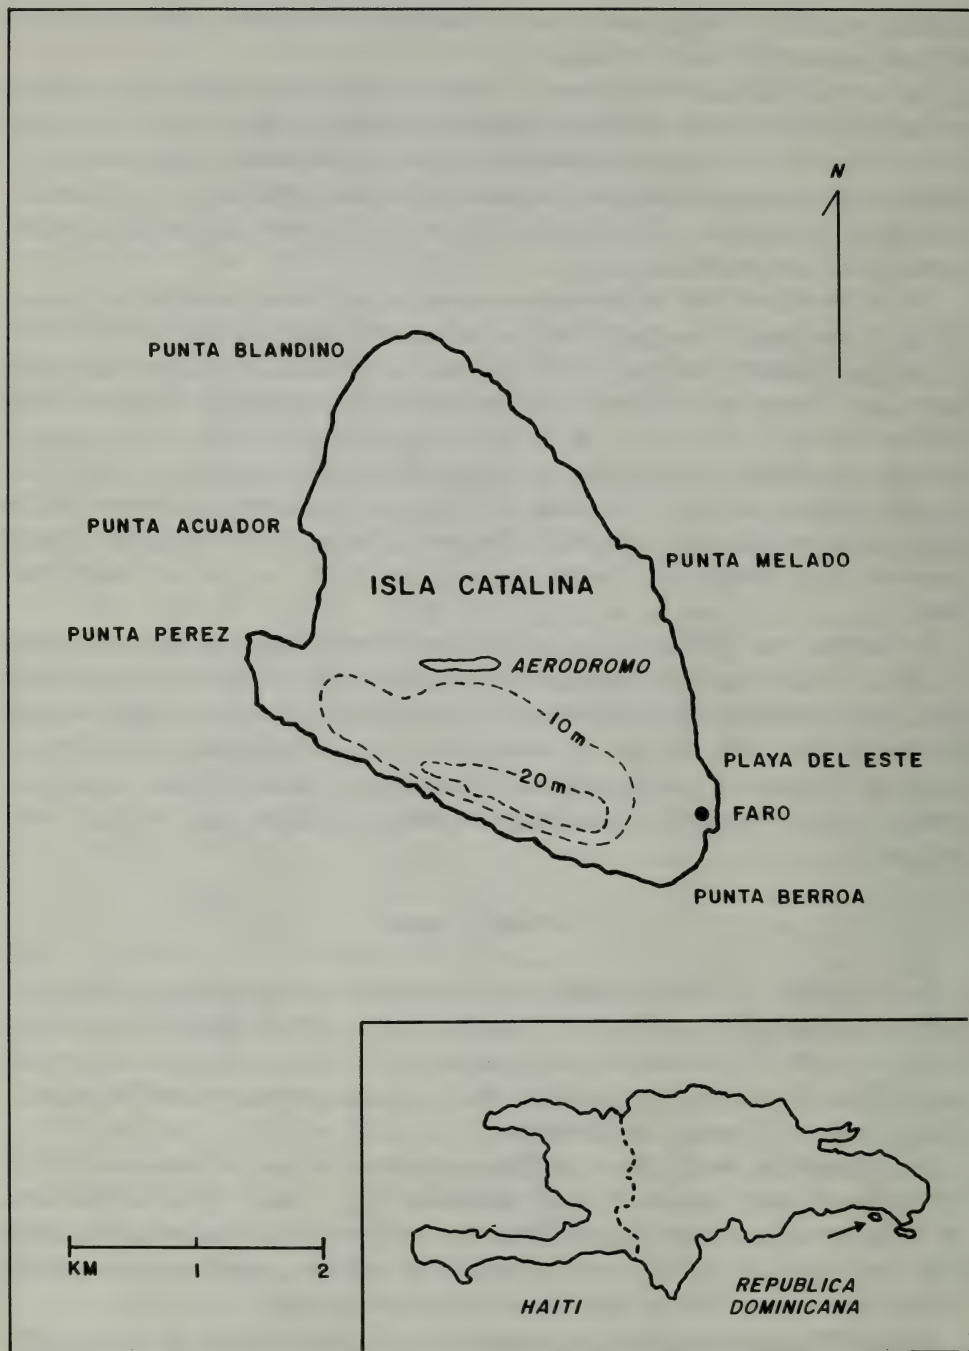 N
PUNTA BLANDINO
PUNTA ACUADOR
PUNTA MELADO
ISLA CATALINA
PUNTA PEREZ
AERODROMO
10m
PLAYA DEL ESTE
20m
FARO
PUNTA BERROA
KM 1 2
HAITI
REPUBLICA
DOMINICANA